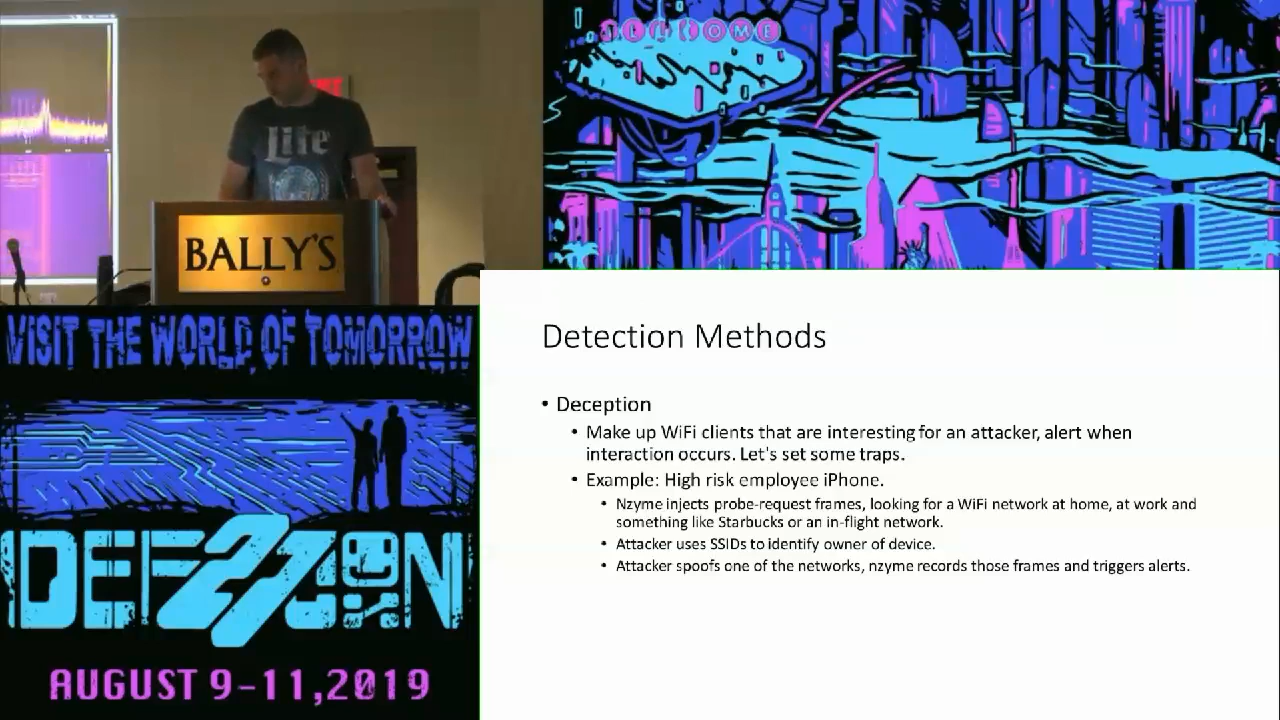 WELCOME
Lite
BALLY'S
VISIT THE WORLD OF TOMORROW
DEF CON
27
AUGUST 9-11,2019
Detection Methods
• Deception
• Make up WiFi clients that are interesting for an attacker, alert when
interaction occurs. Let's set some traps.
• Example: High risk employee iPhone.
• Nzyme injects probe-request frames, looking for a WiFi network at home, at work and
something like Starbucks or an in-flight network.
• Attacker uses SSIDs to identify owner of device.
• Attacker spoofs one of the networks, nzyme records those frames and triggers alerts.